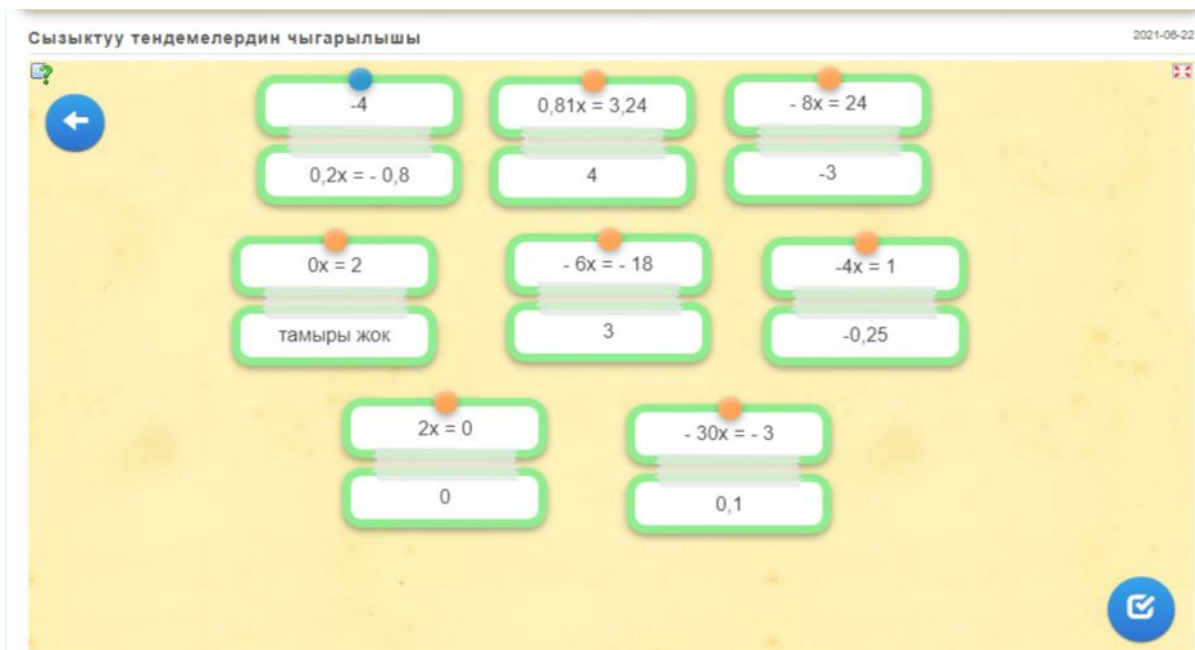 Сызыктуу тендемелердин чыгарылышы
2021-06-22
-4
0,2x = - 0,8
0,81x = 3,24
4
- 8x = 24
-3
0x = 2
тамыры жок
- 6x = - 18
3
-4x = 1
-0,25
2x = 0
0
- 30x = - 3
0,1